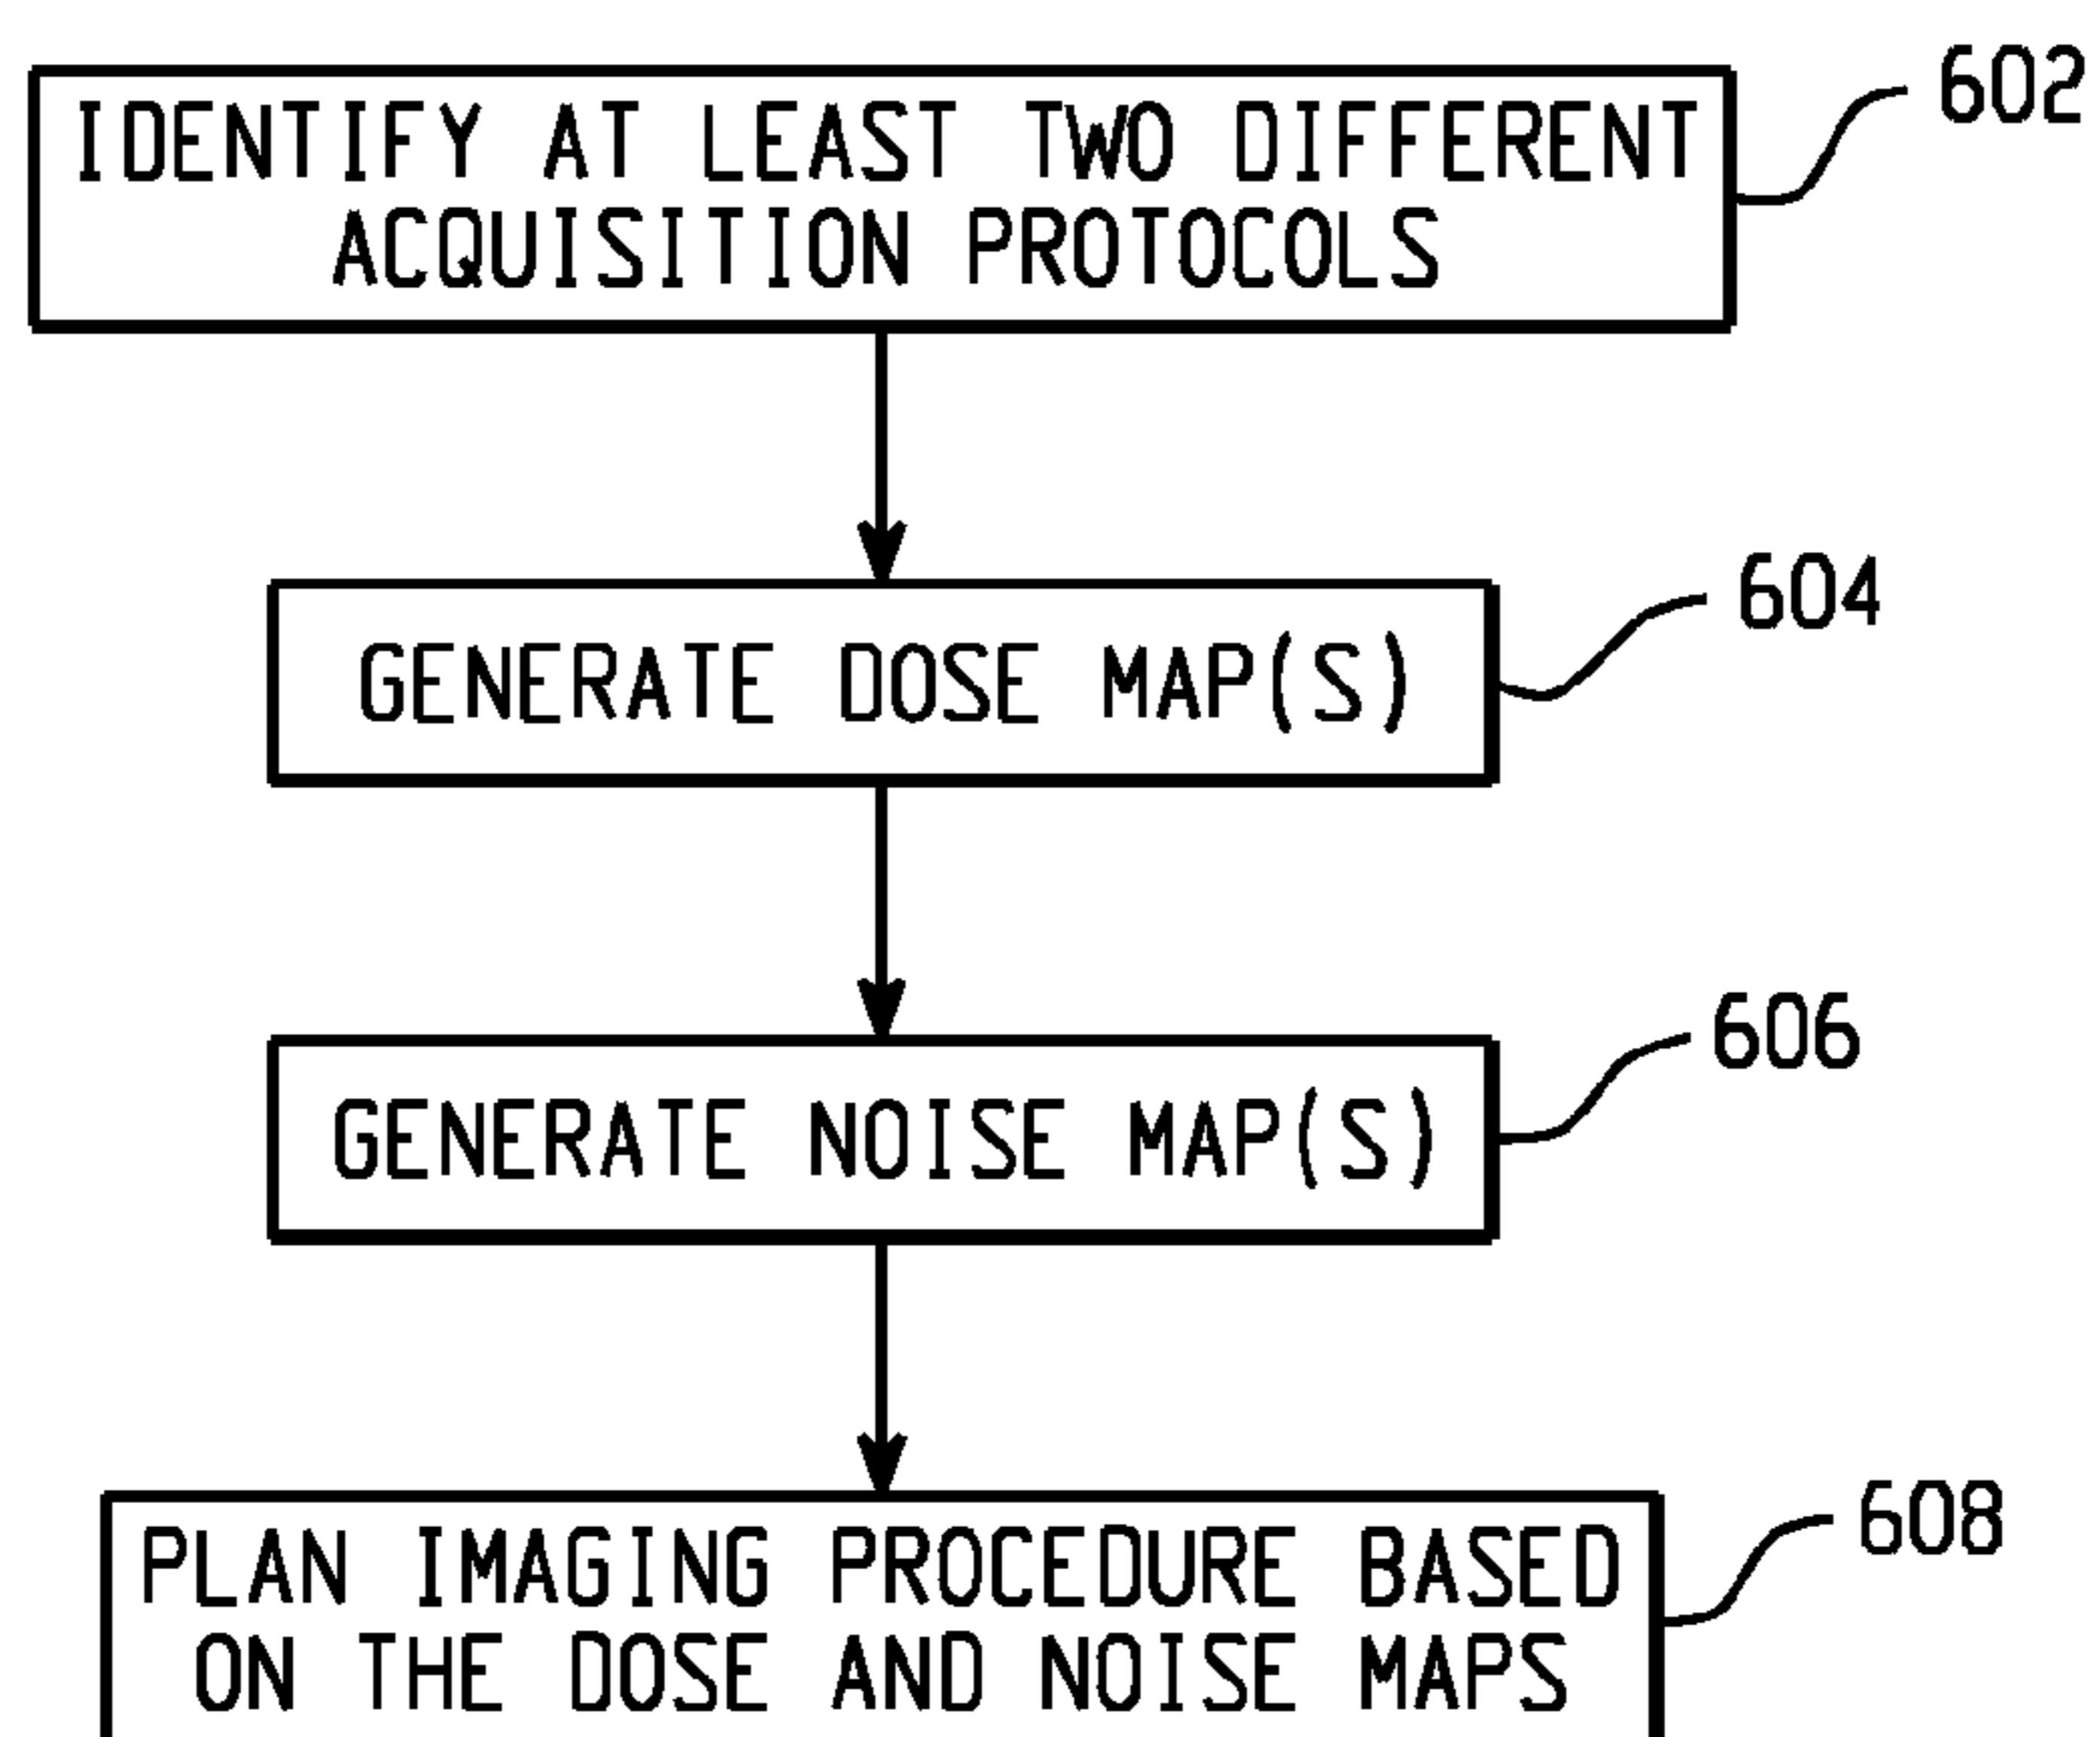 IDENTIFY AT LEAST TWO DIFFERENT
ACQUISITION PROTOCOLS
602
GENERATE DOSE MAP(S)
604
GENERATE NOISE MAP(S)
606
PLAN IMAGING PROCEDURE BASED
ON THE DOSE AND NOISE MAPS
608